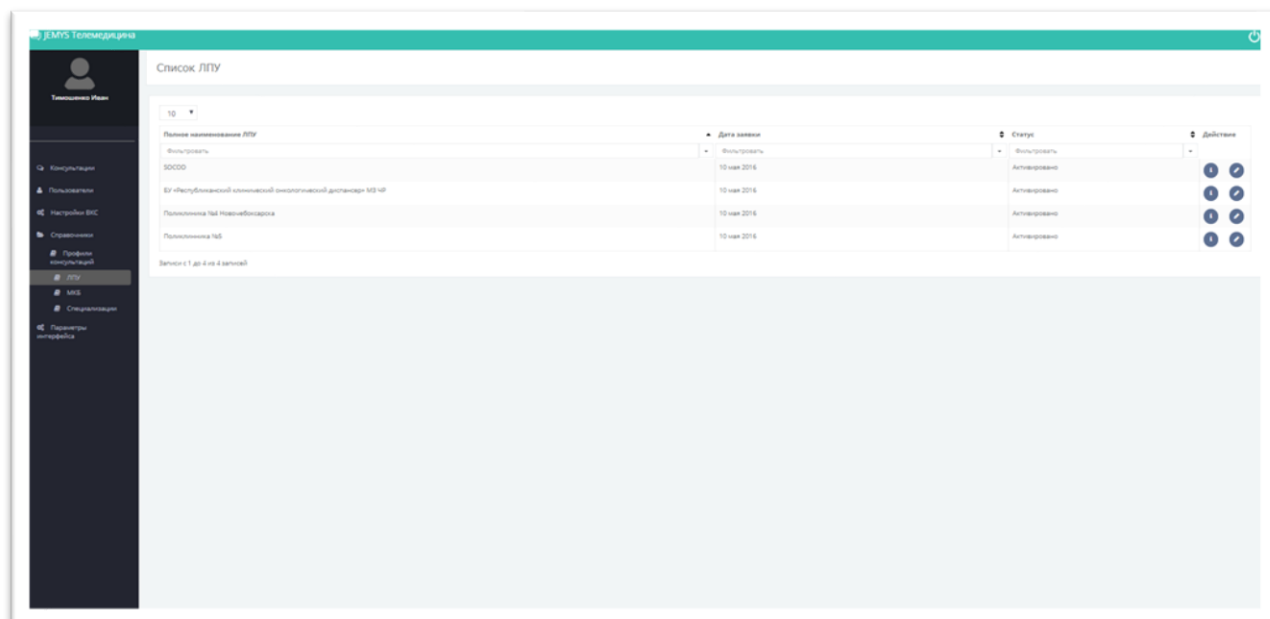 JEMYS Телемедицина
Тимошенко Иван
Консультации
Пользователи
Настройки ВКС
Справочники
Профили
консультаций
ЛПУ
МКБ
Специализации
Параметры
интерфейса
Список ЛПУ
10
Полное наименование ЛПУ Дата заявки Статус Действия
Фильтровать Фильтровать Фильтровать
SDCGD 10 мая 2016 Активировано
БУ «Республиканский клинический онкологический диспансер» МЗ ЧР 10 мая 2016 Активировано
Поликлиника №4 Новочебоксарска 10 мая 2016 Активировано
Поликлиника №5 10 мая 2016 Активировано
Записи с 1 до 4 из 4 записей